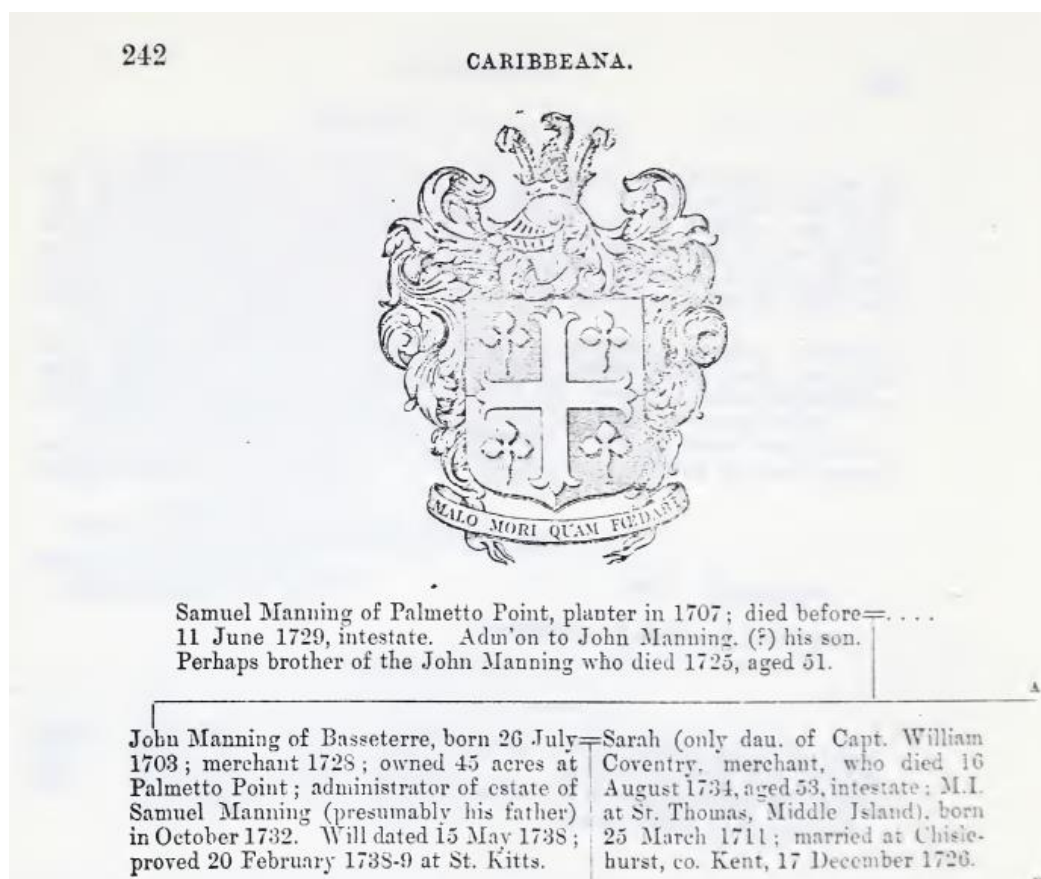 242
CARIBBEANA.
MALO MORI QUAM FŒDARI
Samuel Manning of Palmetto Point, planter in 1707; died before=....
11 June 1729, intestate. Adm'on to John Manning. (?) his son.
Perhaps brother of the John Manning who died 1725, aged 51.
A
John Manning of Basseterre, born 26 July=
1703; merchant 1728; owned 45 acres at
Palmetto Point; administrator of estate of
Samuel Manning (presumably his father)
in October 1732. Will dated 15 May 1738;
proved 20 February 1738-9 at St. Kitts.
Sarah (only dau. of Capt. William
Coventry, merchant, who died 16
August 1734, aged 53, intestate; M.I.
at St. Thomas, Middle Island), born
25 March 1711; married at Chisle-
hurst, co. Kent, 17 December 1726.